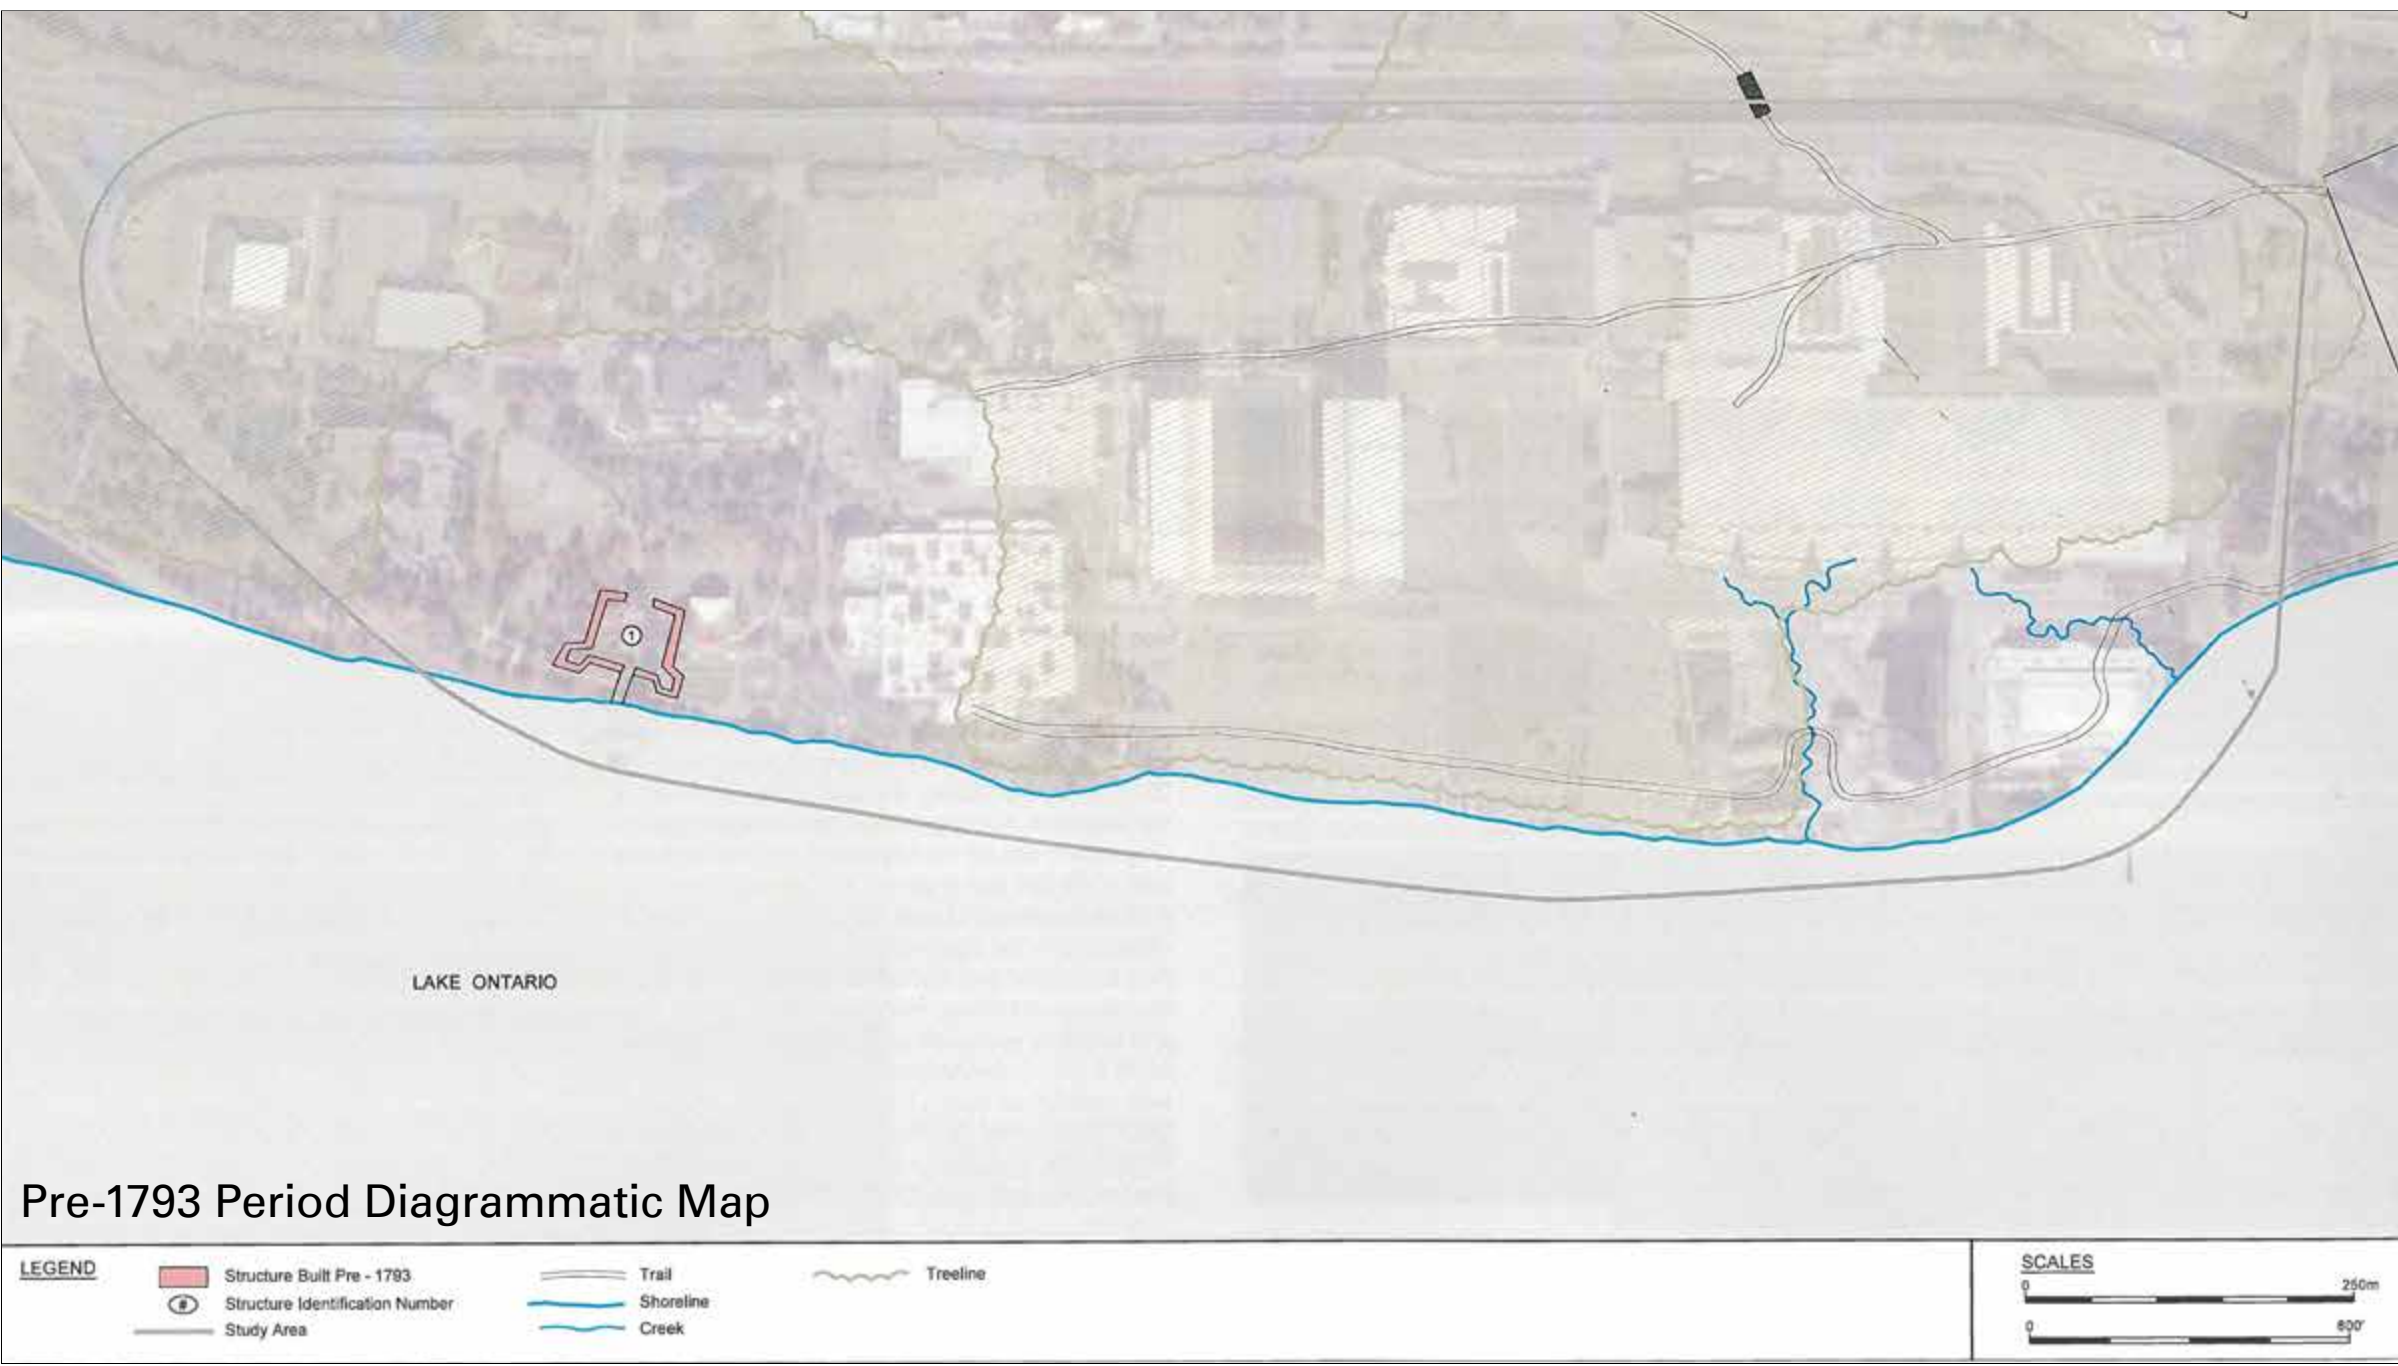 1
LAKE ONTARIO
Pre-1793 Period Diagrammatic Map
LEGEND
Structure Built Pre - 1793
#
Structure Identification Number
Study Area
Trail
Shoreline
Creek
Treeline
SCALES
0 250m
0 800'